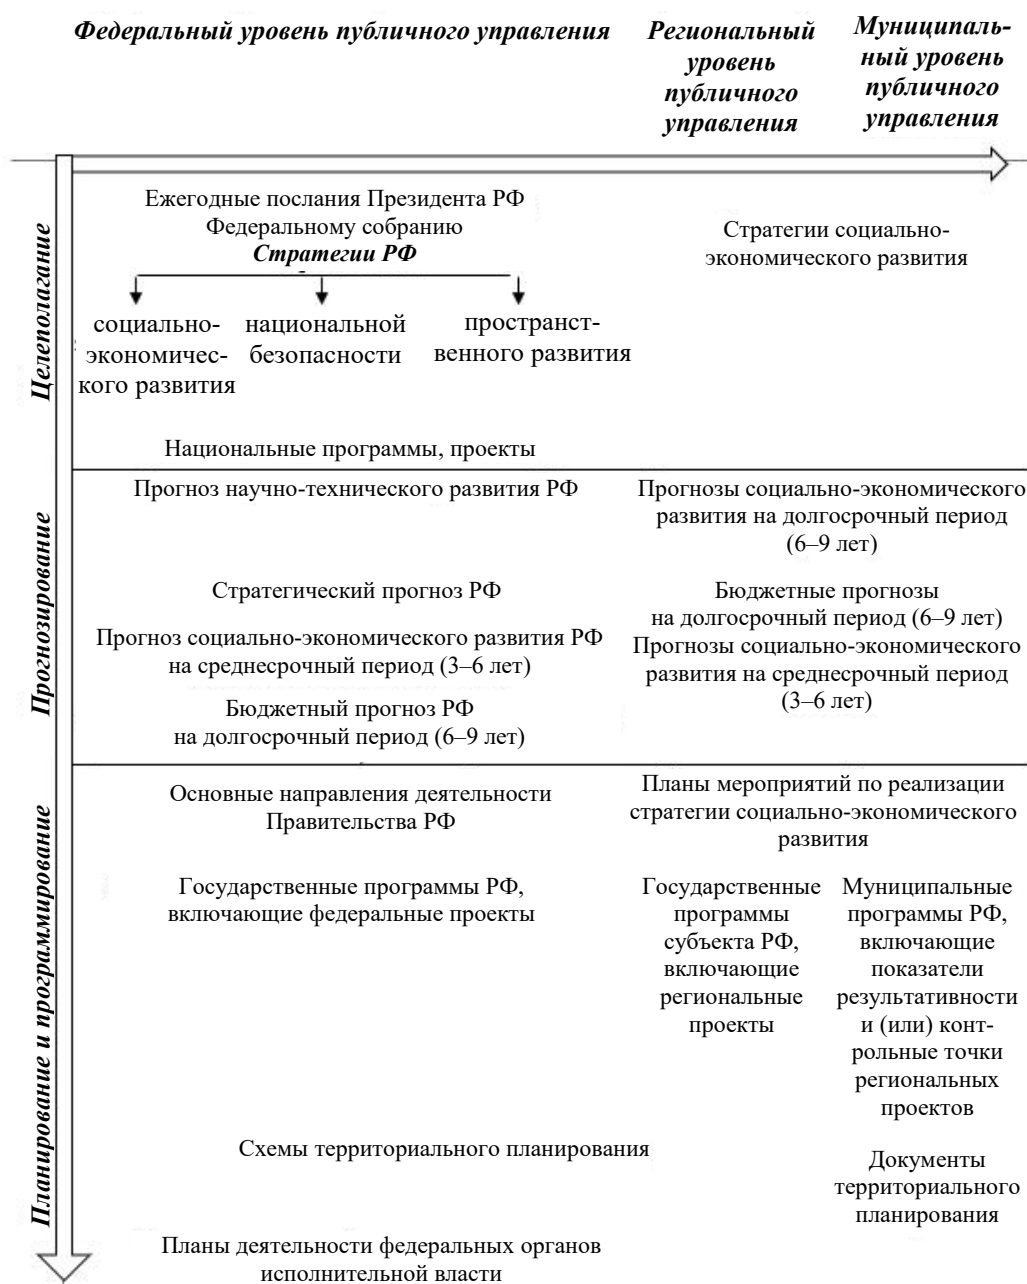 Федеральный уровень публичного управления
Региональный
уровень
публичного
управления
Муниципаль-
ный уровень
публичного
управления
Целеполагание
Ежегодные послания Президента РФ
Федеральному собранию
Стратегии РФ
социально-
экономичес-
кого развития
национальной
безопасности
пространст-
венного развития
Национальные программы, проекты
Стратегии социально-
экономического развития
Прогнозирование
Прогноз научно-технического развития РФ
Стратегический прогноз РФ
Прогноз социально-экономического развития РФ
на среднесрочный период (3–6 лет)
Бюджетный прогноз РФ
на долгосрочный период (6–9 лет)
Прогнозы социально-экономического
развития на долгосрочный период
(6–9 лет)
Бюджетные прогнозы
на долгосрочный период (6–9 лет)
Прогнозы социально-экономического
развития на среднесрочный период
(3–6 лет)
Планирование и программирование
Основные направления деятельности
Правительства РФ
Планы мероприятий по реализации
стратегии социально-экономического
развития
Государственные программы РФ,
включающие федеральные проекты
Государственные
программы
субъекта РФ,
включающие
региональные
проекты
Муниципальные
программы РФ,
включающие
показатели
результативности
и (или) конт-
рольные точки
региональных
проектов
Схемы территориального планирования
Документы
территориального
планирования
Планы деятельности федеральных органов
исполнительной власти